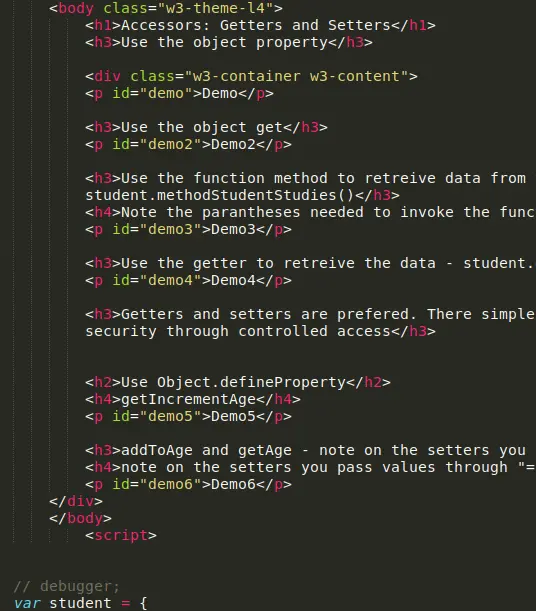 <body class="w3-theme-l4">
<h1>Accessors: Getters and Setters</h1>
<h3>Use the object property</h3>
<div class="w3-container w3-content">
<p id="demo">Demo</p>
<h3>Use the object get</h3>
<p id="demo2">Demo2</p>
<h3>Use the function method to retreive data from
student.methodStudentStudies()</h3>
<h4>Note the parantheses needed to invoke the func
<p id="demo3">Demo3</p>
<h3>Use the getter to retreive the data - student.
<p id="demo4">Demo4</p>
<h3>Getters and setters are prefered. There simple
security through controlled access</h3>
<h2>Use Object.defineProperty</h2>
<h4>getIncrementAge</h4>
<p id="demo5">Demo5</p>
<h3>addToAge and getAge - note on the setters you
<h4>note on the setters you pass values through "=
<p id="demo6">Demo6</p>
</div>
</body>
<script>
// debugger;
var student = {